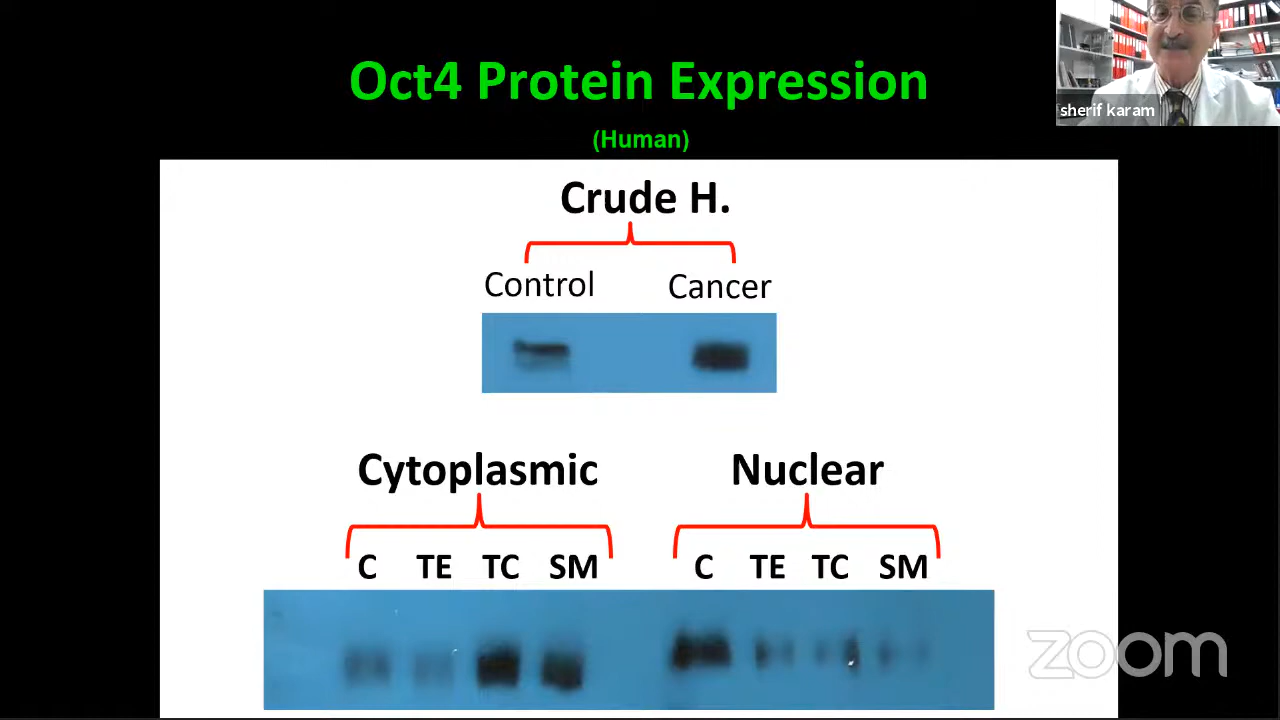 Oct4 Protein Expression
(Human)
sherif karam
Crude H.
Control Cancer
Cytoplasmic Nuclear
C TE TC SM C TE TC SM
zoom